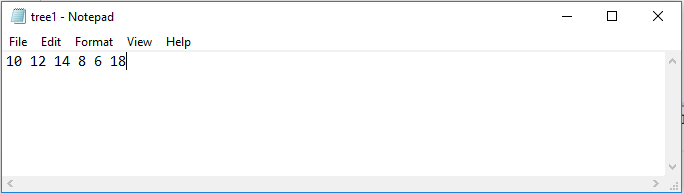 tree1 - Notepad
File Edit Format View Help
10 12 14 8 6 18